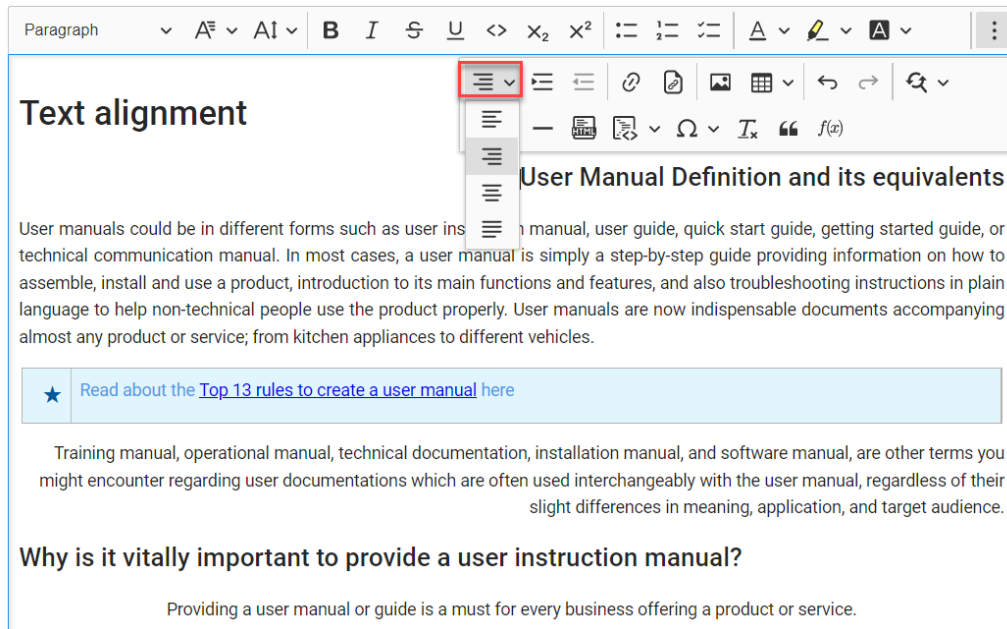 Paragraph
B I S U <> X₂ X² A A
HTML Ω Tx f(x)
Text alignment
User Manual Definition and its equivalents
User manuals could be in different forms such as user ins n manual, user guide, quick start guide, getting started guide, or
technical communication manual. In most cases, a user manual is simply a step-by-step guide providing information on how to
assemble, install and use a product, introduction to its main functions and features, and also troubleshooting instructions in plain
language to help non-technical people use the product properly. User manuals are now indispensable documents accompanying
almost any product or service; from kitchen appliances to different vehicles.
Read about the Top 13 rules to create a user manual here
Training manual, operational manual, technical documentation, installation manual, and software manual, are other terms you
might encounter regarding user documentations which are often used interchangeably with the user manual, regardless of their
slight differences in meaning, application, and target audience.
Why is it vitally important to provide a user instruction manual?
Providing a user manual or guide is a must for every business offering a product or service.